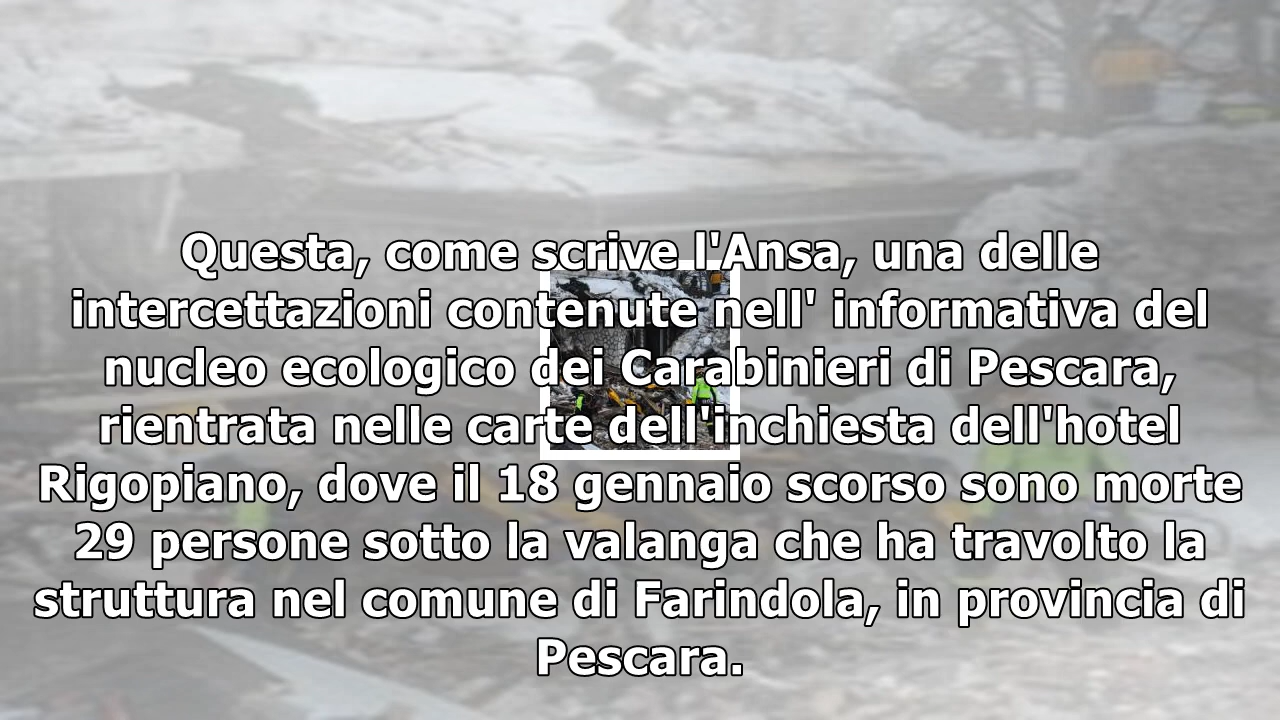 Questa, come scrive l'Ansa, una delle
intercettazioni contenute nell' informativa del
nucleo ecologico dei Carabinieri di Pescara,
rientrata nelle carte dell'inchiesta dell'hotel
Rigopiano, dove il 18 gennaio scorso sono morte
29 persone sotto la valanga che ha travolto la
struttura nel comune di Farindola, in provincia di
Pescara.